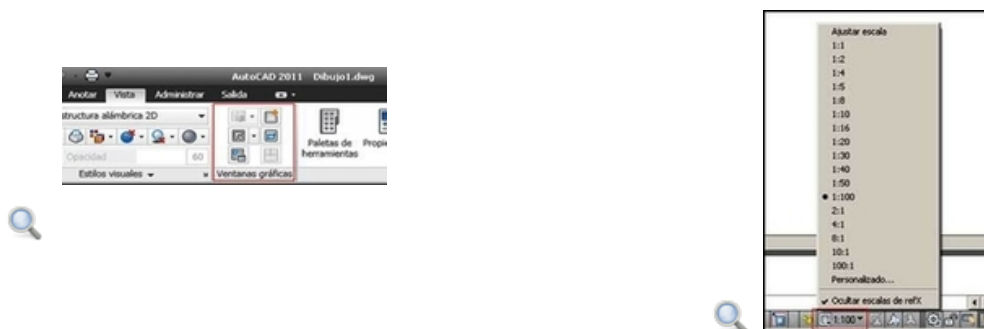 AutoCAD 2011 Dibujo1.dwg
Anotar Vista Administrar Salida
structura alámbrica 2D
Opacidad 60
Paletas de herramientas
Estilos visuales
Ventanas gráficas
Ajustar escala
1:1
1:2
1:4
1:5
1:8
1:10
1:16
1:20
1:30
1:40
1:50
1:100
2:1
4:1
8:1
10:1
100:1
Personalizado...
Ocultar escalas de refX
1:100